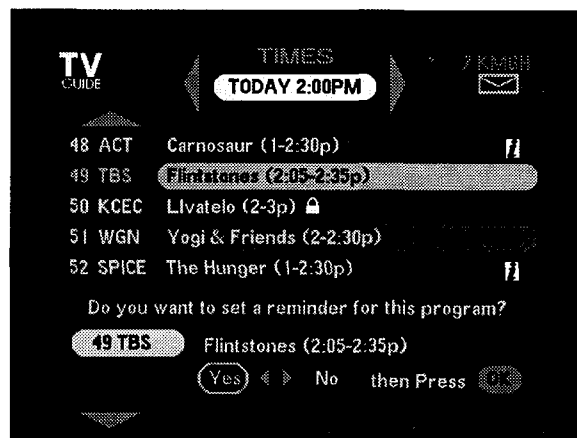 TV
GUIDE
TIMES
TODAY 2:00PM
7 KMGH
48 ACT Carnosaur (1-2:30p)
49 TBS Flintstones (2:05-2:35p)
50 KCEC LIvatelo (2-3p)
51 WGN Yogi & Friends (2-2:30p)
52 SPICE The Hunger (1-2:30p)
Do you want to set a reminder for this program?
49 TBS Flintstones (2:05-2:35p)
Yes No then Press OK